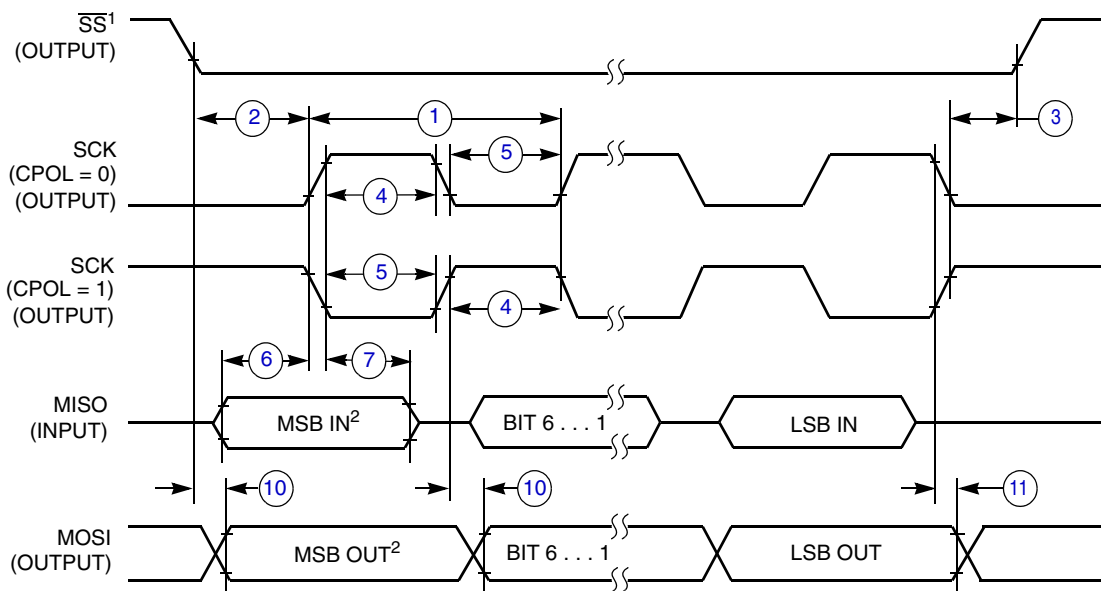 SS¹
(OUTPUT)
2
1
3
SCK
(CPOL = 0)
(OUTPUT)
5
4
SCK
(CPOL = 1)
(OUTPUT)
5
4
6
7
MISO
(INPUT)
MSB IN²
BIT 6 . . . 1
LSB IN
10
10
11
MOSI
(OUTPUT)
MSB OUT²
BIT 6 . . . 1
LSB OUT